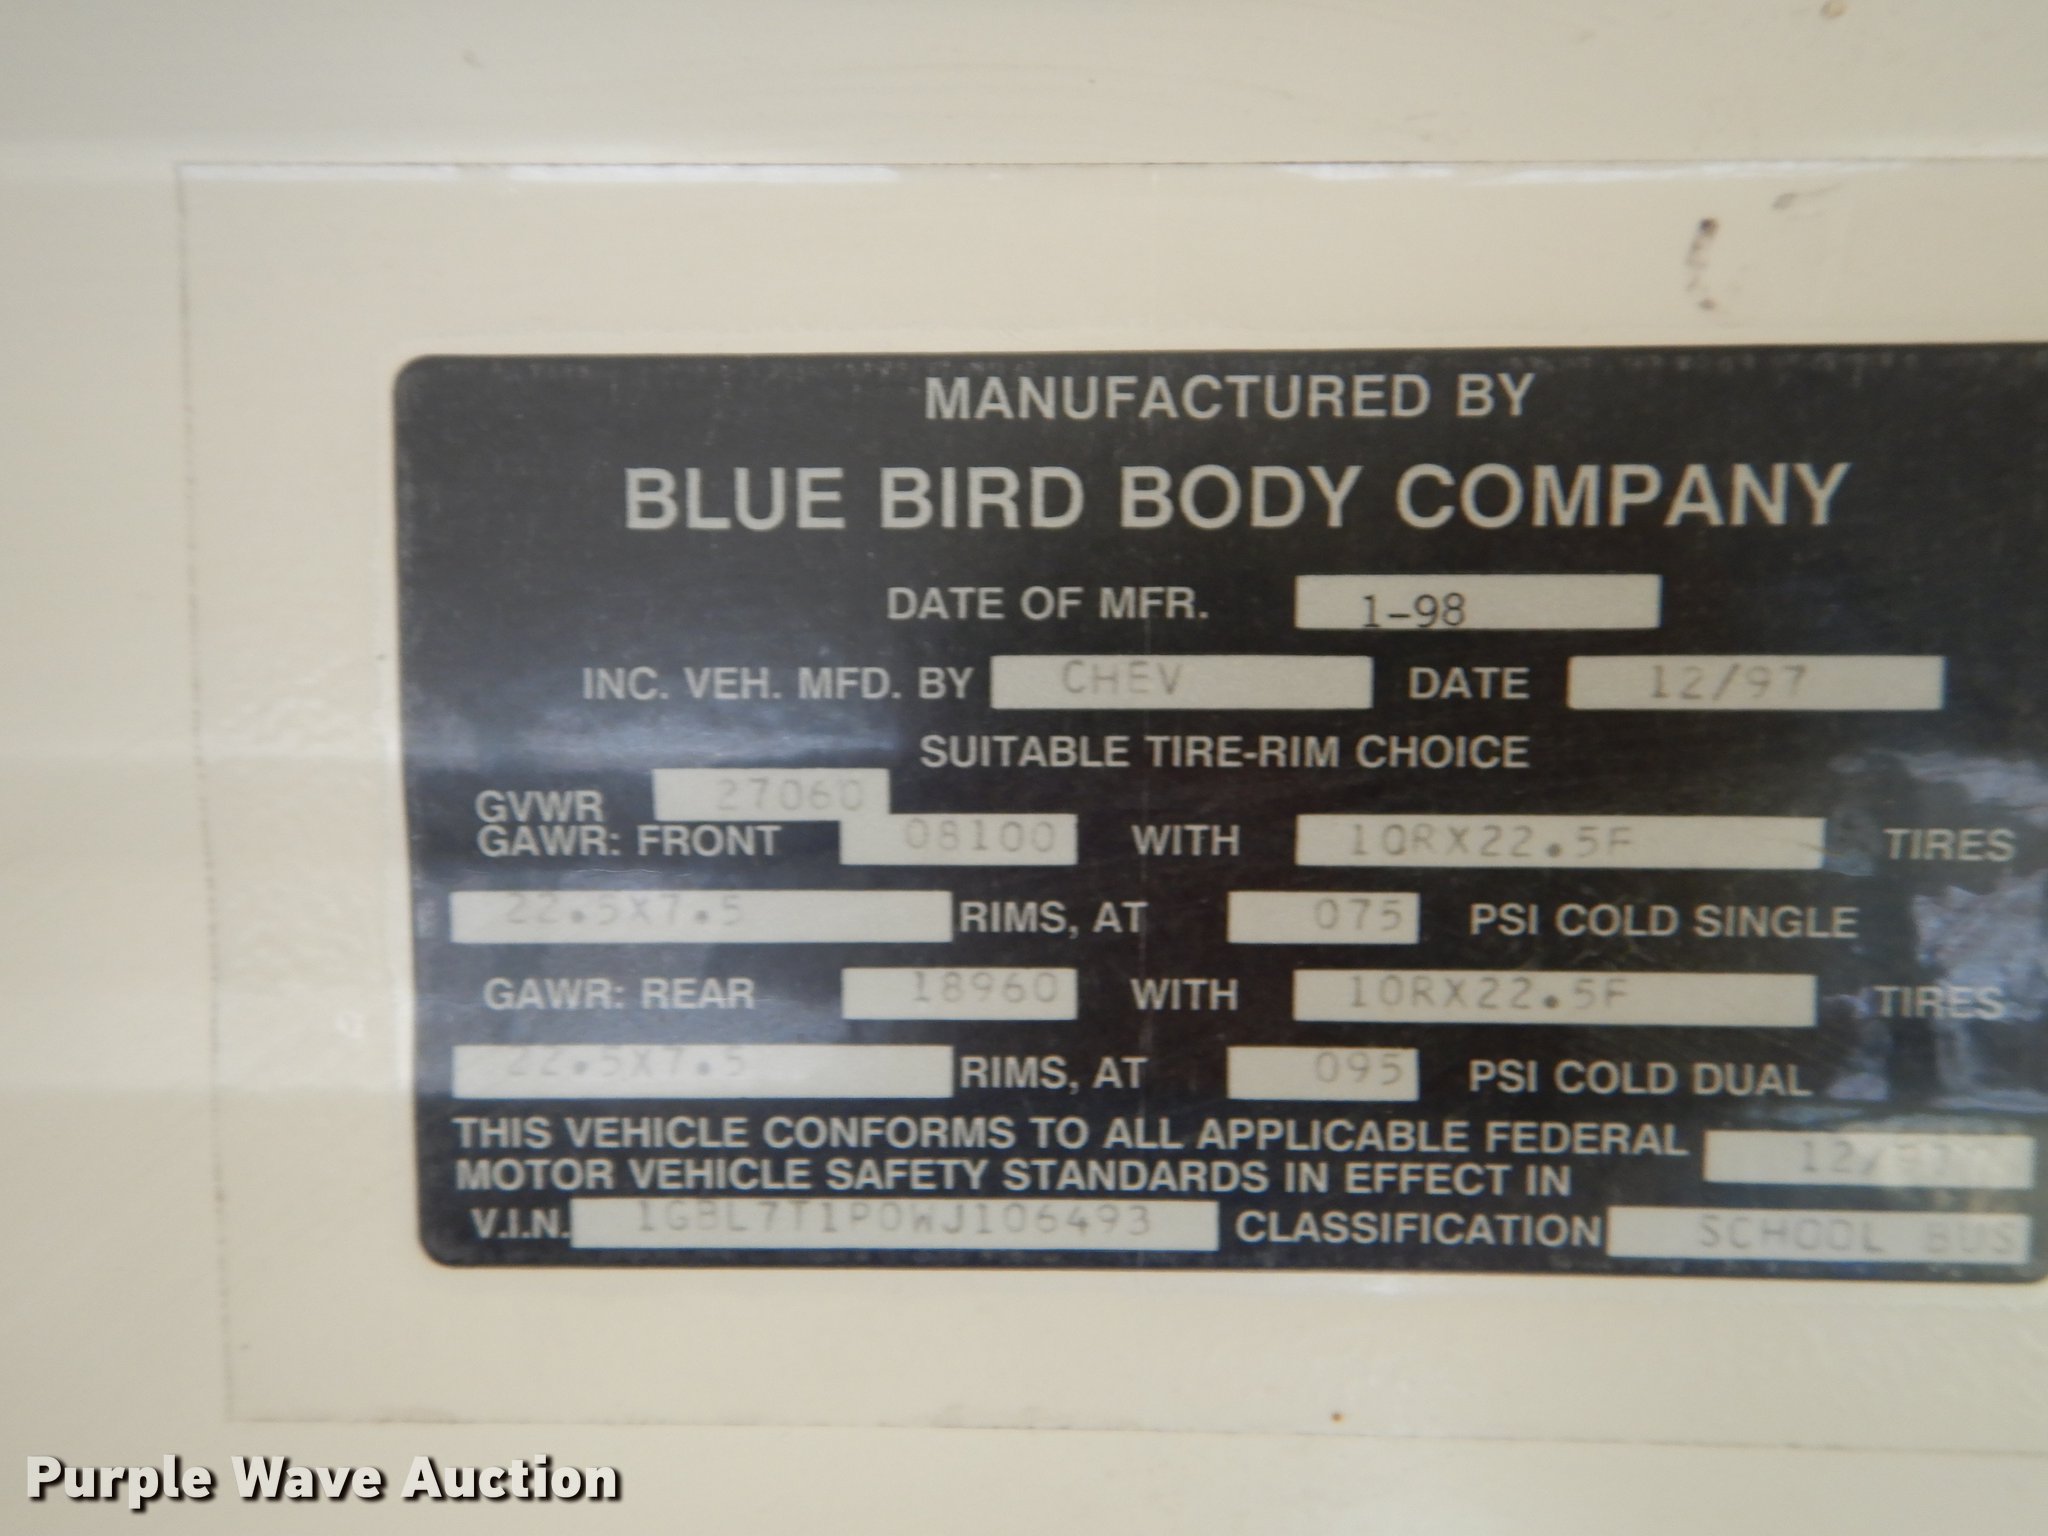 MANUFACTURED BY
BLUE BIRD BODY COMPANY
DATE OF MFR. 1-98
INC. VEH. MFD. BY CHEV DATE 12/97
SUITABLE TIRE-RIM CHOICE
GVWR 27060
GAWR: FRONT 08100 WITH 10RX22.5F TIRES
22.5X7.5 RIMS, AT 075 PSI COLD SINGLE
GAWR: REAR 18960 WITH 10RX22.5F TIRES
22.5X7.5 RIMS, AT 095 PSI COLD DUAL
THIS VEHICLE CONFORMS TO ALL APPLICABLE FEDERAL
MOTOR VEHICLE SAFETY STANDARDS IN EFFECT IN 12/97
V.I.N. 1GBL7T1P0WJ106493 CLASSIFICATION SCHOOL BUS
Purple Wave Auction